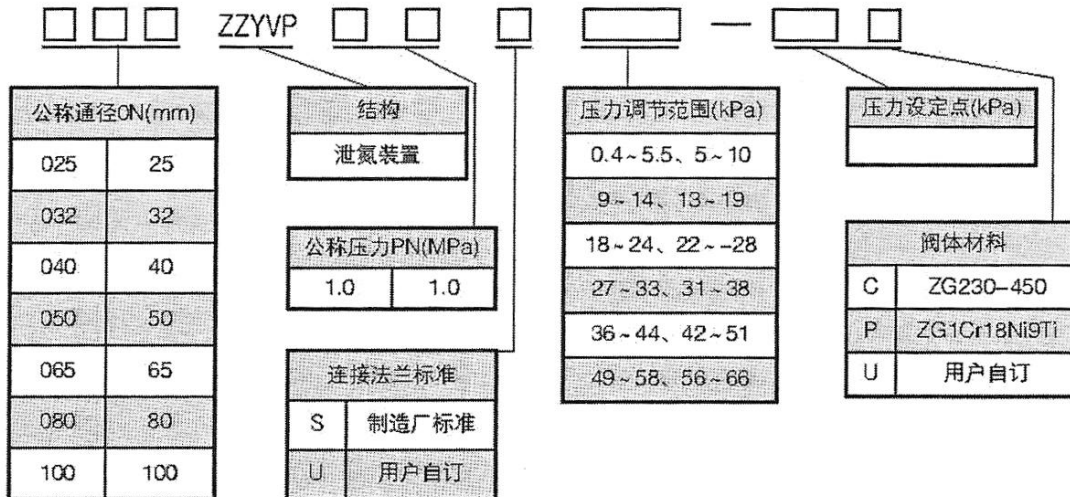 ZZYVP —
公称通径0N(mm)
025 25
032 32
040 40
050 50
065 65
080 80
100 100
结构
泄氮装置
公称压力PN(MPa)
1.0 1.0
连接法兰标准
S 制造厂标准
U 用户自订
压力调节范围(kPa)
0.4~5.5、5~10
9~14、13~19
18~24、22~-28
27~33、31~38
36~44、42~51
49~58、56~66
压力设定点(kPa)
阀体材料
C ZG230-450
P ZG1Cr18Ni9Ti
U 用户自订